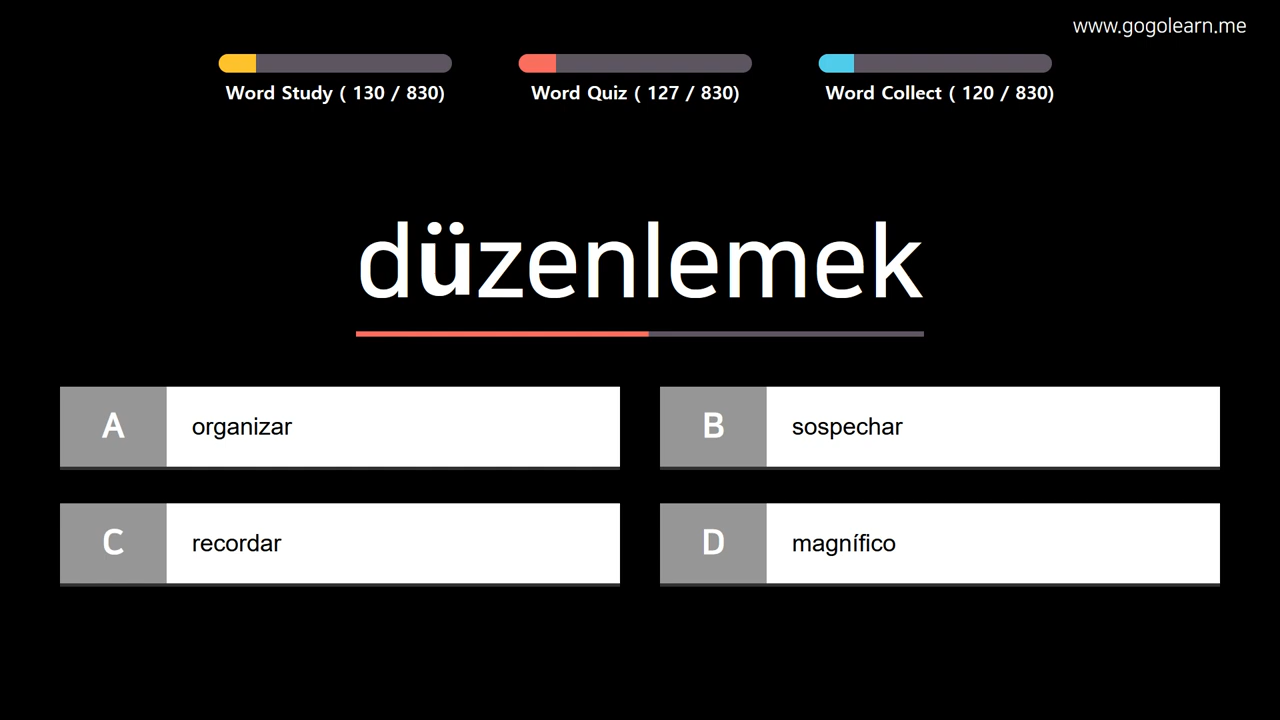 www.gogolearn.me
Word Study ( 130 / 830)
Word Quiz ( 127 / 830)
Word Collect ( 120 / 830)
düzenlemek
A organizar
B sospechar
C recordar
D magnífico